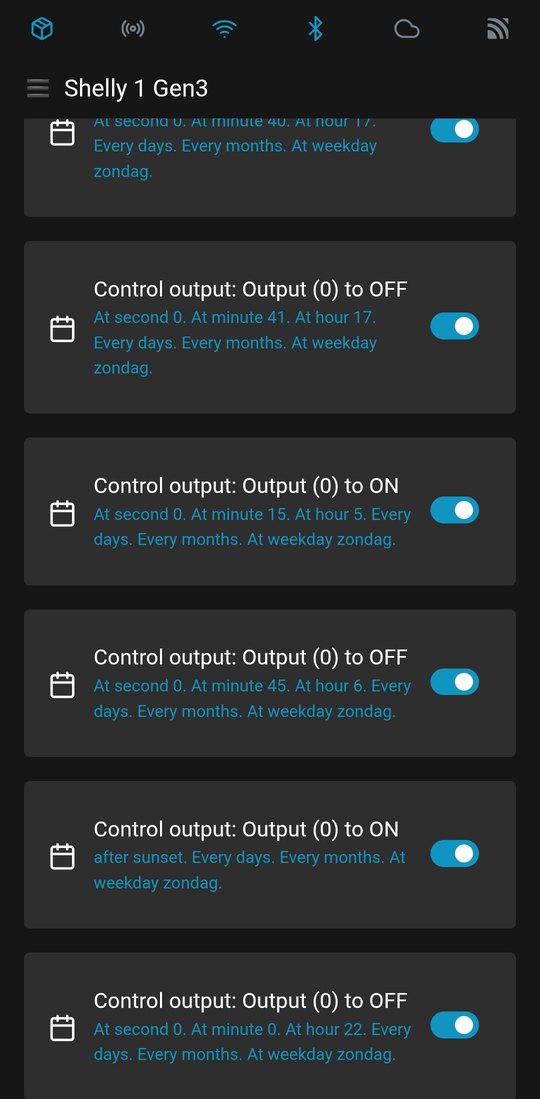 Shelly 1 Gen3
At second 0. At minute 40. At hour 17.
Every days. Every months. At weekday
zondag.
Control output: Output (0) to OFF
At second 0. At minute 41. At hour 17.
Every days. Every months. At weekday
zondag.
Control output: Output (0) to ON
At second 0. At minute 15. At hour 5. Every
days. Every months. At weekday zondag.
Control output: Output (0) to OFF
At second 0. At minute 45. At hour 6. Every
days. Every months. At weekday zondag.
Control output: Output (0) to ON
after sunset. Every days. Every months. At
weekday zondag.
Control output: Output (0) to OFF
At second 0. At minute 0. At hour 22. Every
days. Every months. At weekday zondag.